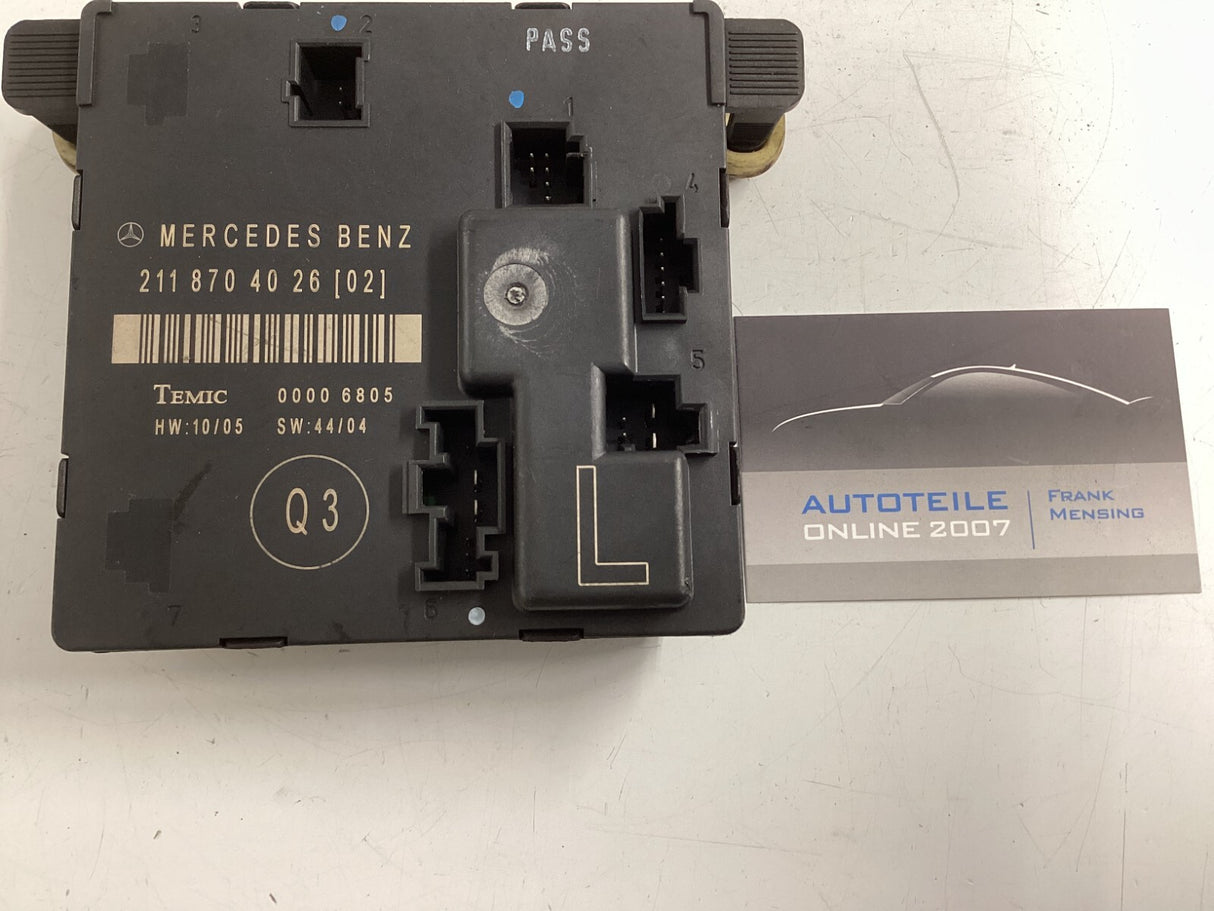 3
2
PASS
1
4
MERCEDES BENZ
211 870 40 26 [02]
5
TEMIC 0000 6805
HW:10/05 SW:44/04
Q3
L
6
7
AUTOTEILE
ONLINE 2007
FRANK
MENSING